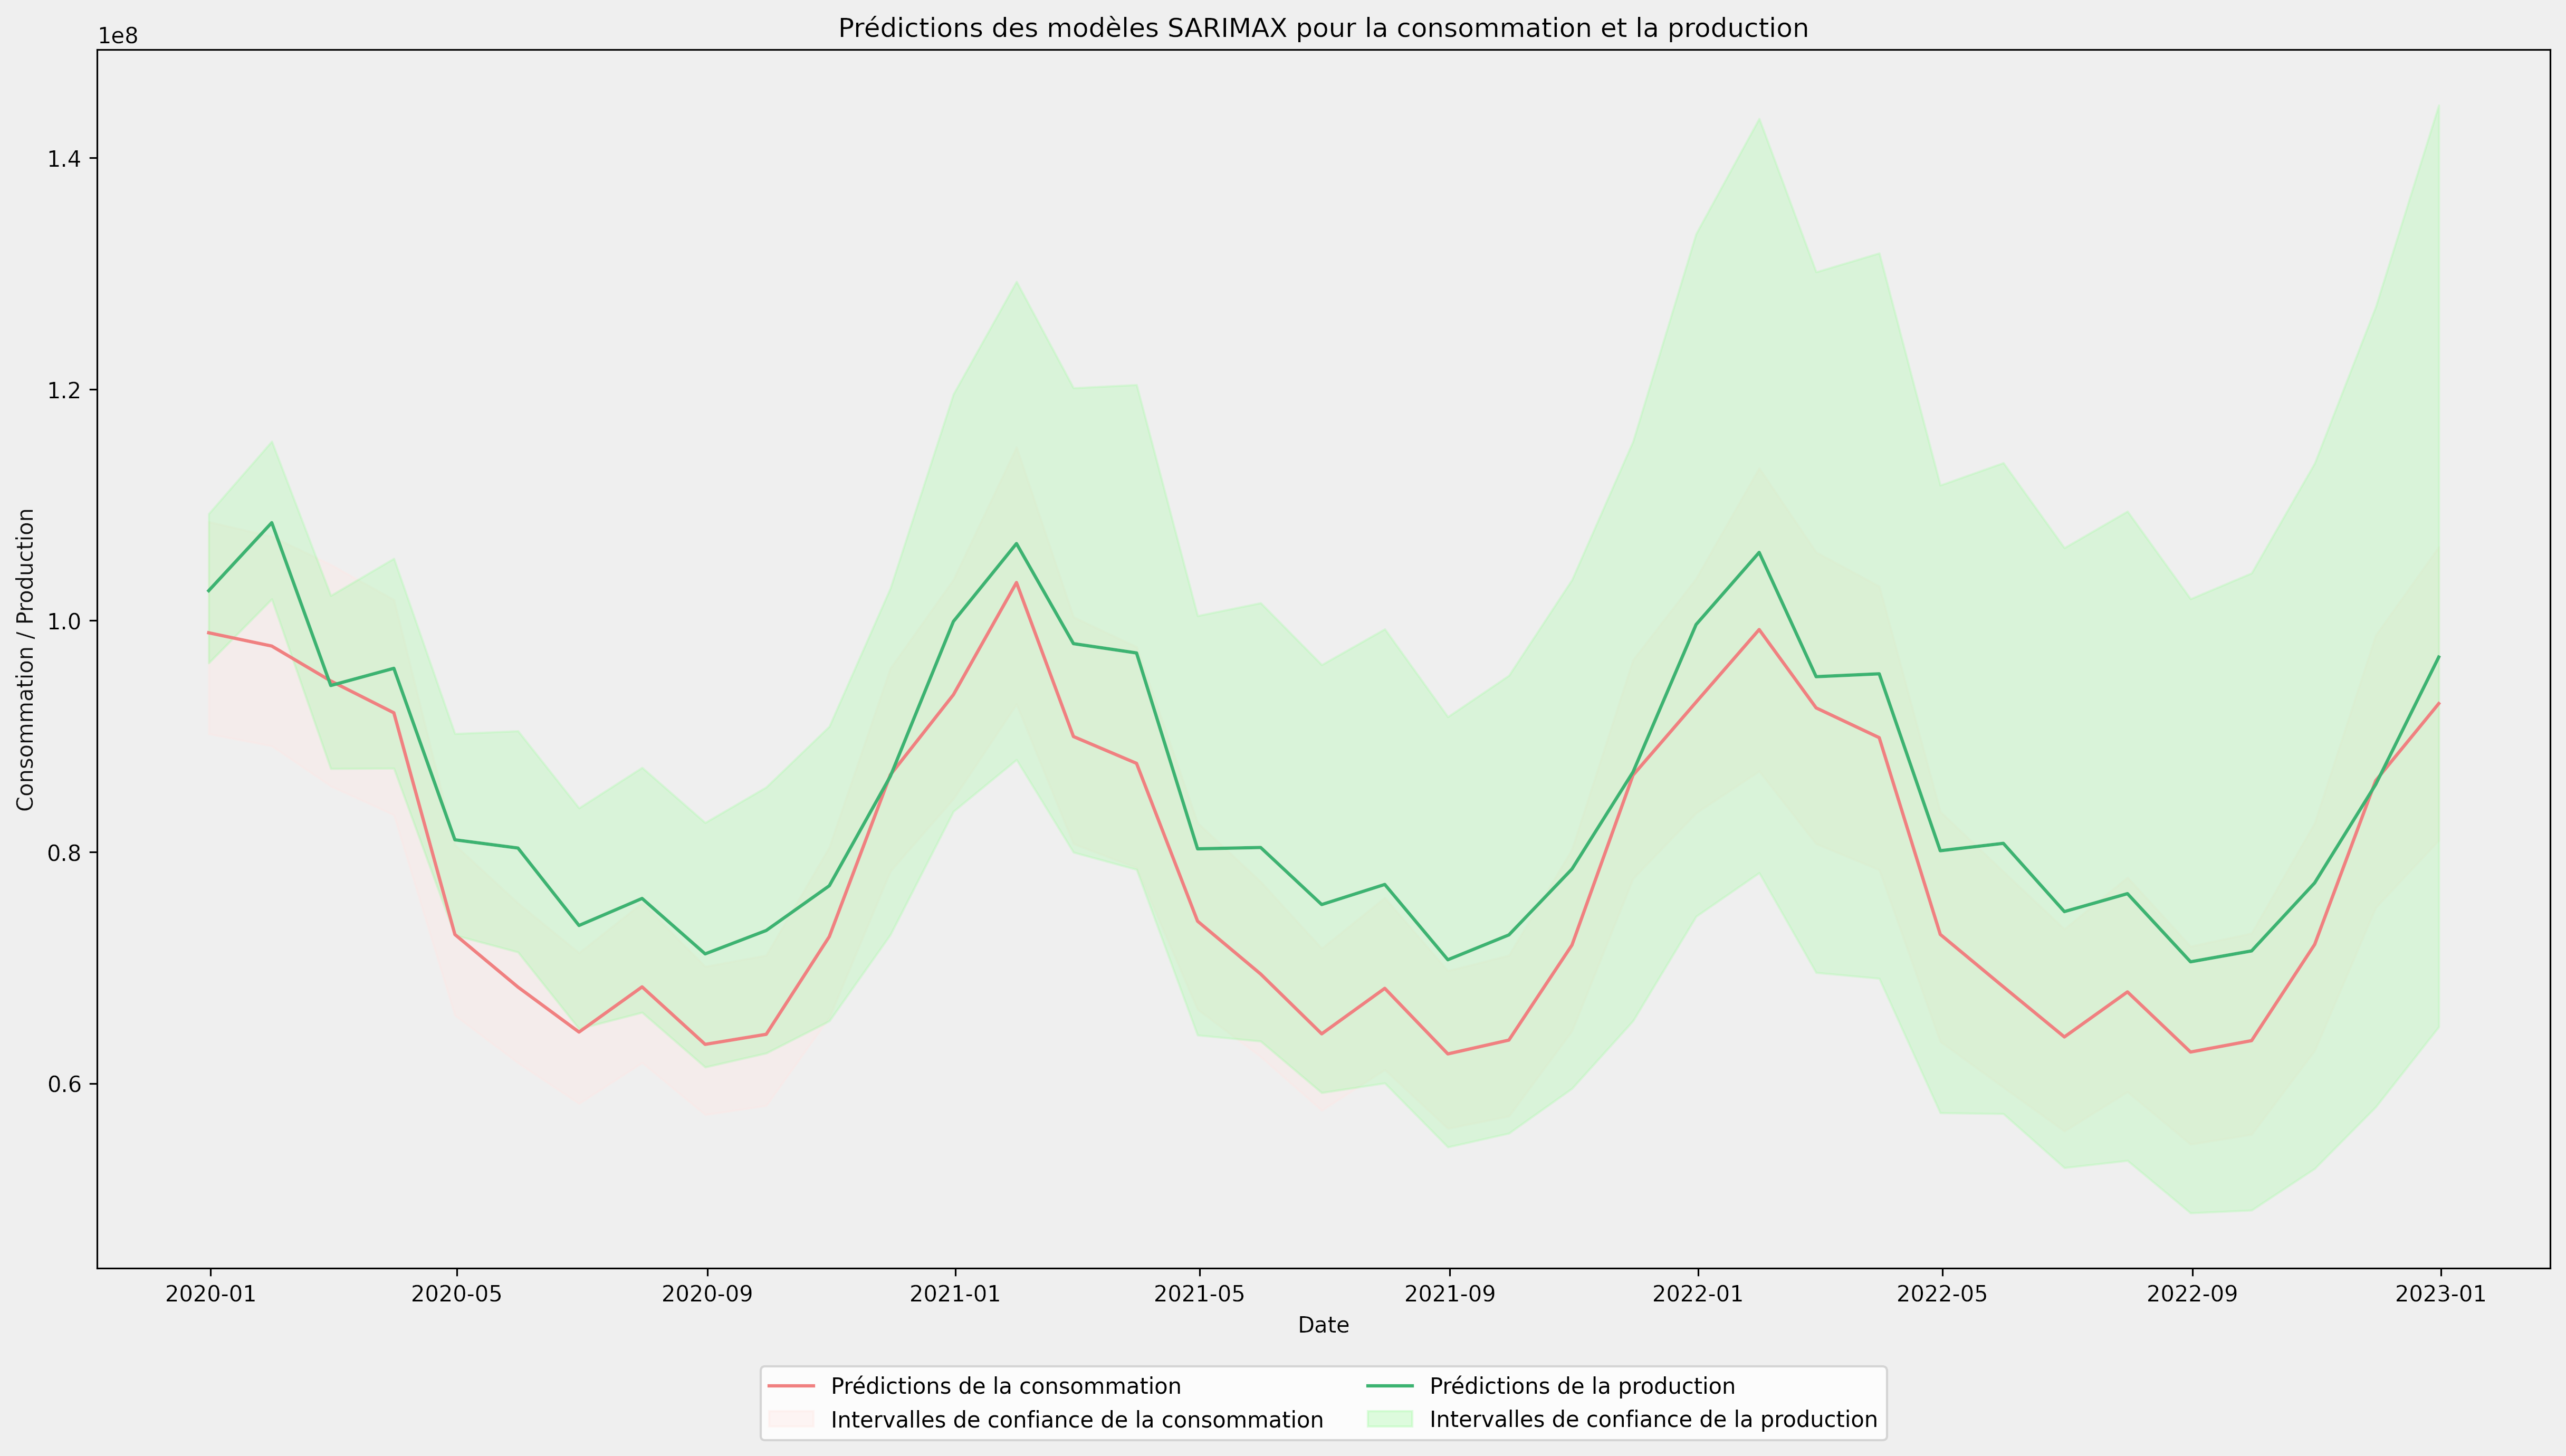 Prédictions des modèles SARIMAX pour la consommation et la production
1e8
1.4
1.2
1.0
0.8
0.6
Consommation / Production
2020-01 2020-05 2020-09 2021-01 2021-05 2021-09 2022-01 2022-05 2022-09 2023-01
Date
Prédictions de la consommation
Intervalles de confiance de la consommation
Prédictions de la production
Intervalles de confiance de la production